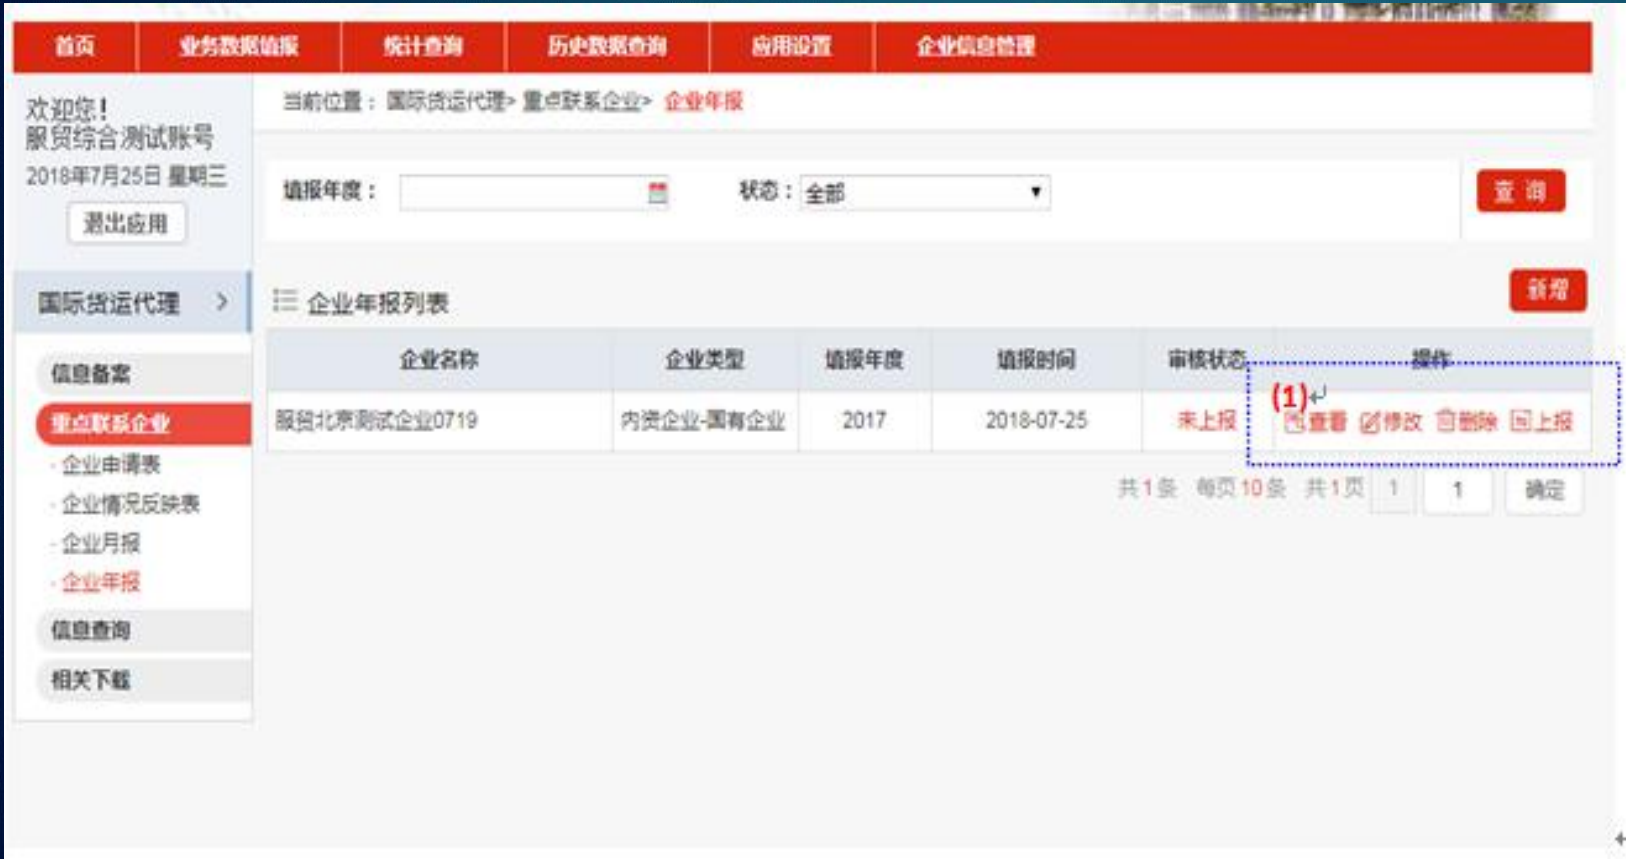 首页 业务数据填报 统计查询 历史数据查询 应用设置 企业信息管理
欢迎您！
服贸综合测试账号
2018年7月25日 星期三
退出应用
当前位置： 国际货运代理> 重点联系企业> 企业年报
填报年度： 状态： 全部 查 询
国际货运代理 >
信息备案
重点联系企业
· 企业申请表
· 企业情况反映表
· 企业月报
· 企业年报
信息查询
相关下载
企业年报列表 新增
企业名称 企业类型 填报年度 填报时间 审核状态 操作
(1)
服贸北京测试企业0719 内资企业-国有企业 2017 2018-07-25 未上报 查看 修改 删除 上报
共1条 每页10条 共1页 1 1 确定